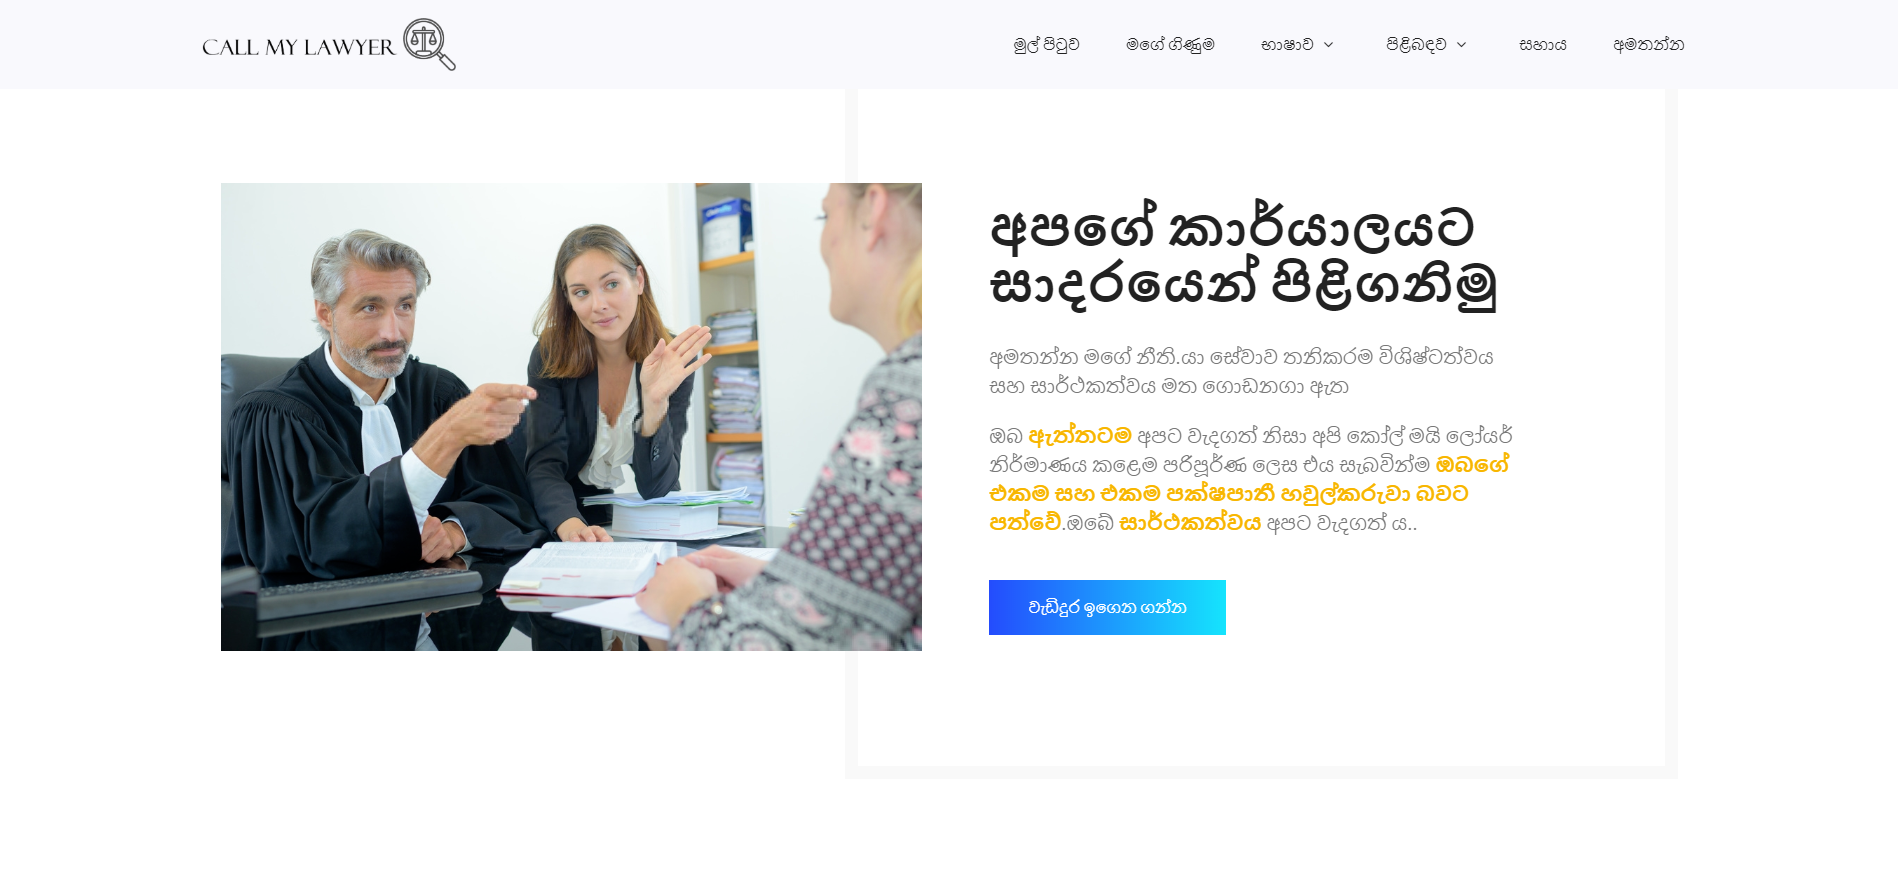 CALL MY LAWYER
මුල් පිටුව මගේ ගිණුම භාෂාව පිළිබඳව සහාය අමතන්න
අපගේ කාර්යාලයට
සාදරයෙන් පිළිගනිමු
අමතන්න මගේ නීති.යා සේවාව තනිකරම විශිෂ්ටත්වය
සහ සාර්ථකත්වය මත ගොඩනගා ඇත
ඔබ ඇත්තටම අපට වැදගත් නිසා අපි කෝල් මයි ලෝයර්
නිර්මාණය කළෙම පරිපූර්ණ ලෙස එය සැබවින්ම ඔබගේ
එකම සහ එකම පක්ෂපාතී හවුල්කරුවා බවට
පත්වේ.ඔබේ සාර්ථකත්වය අපට වැදගත් ය..
වැඩිදුර ඉගෙන ගන්න